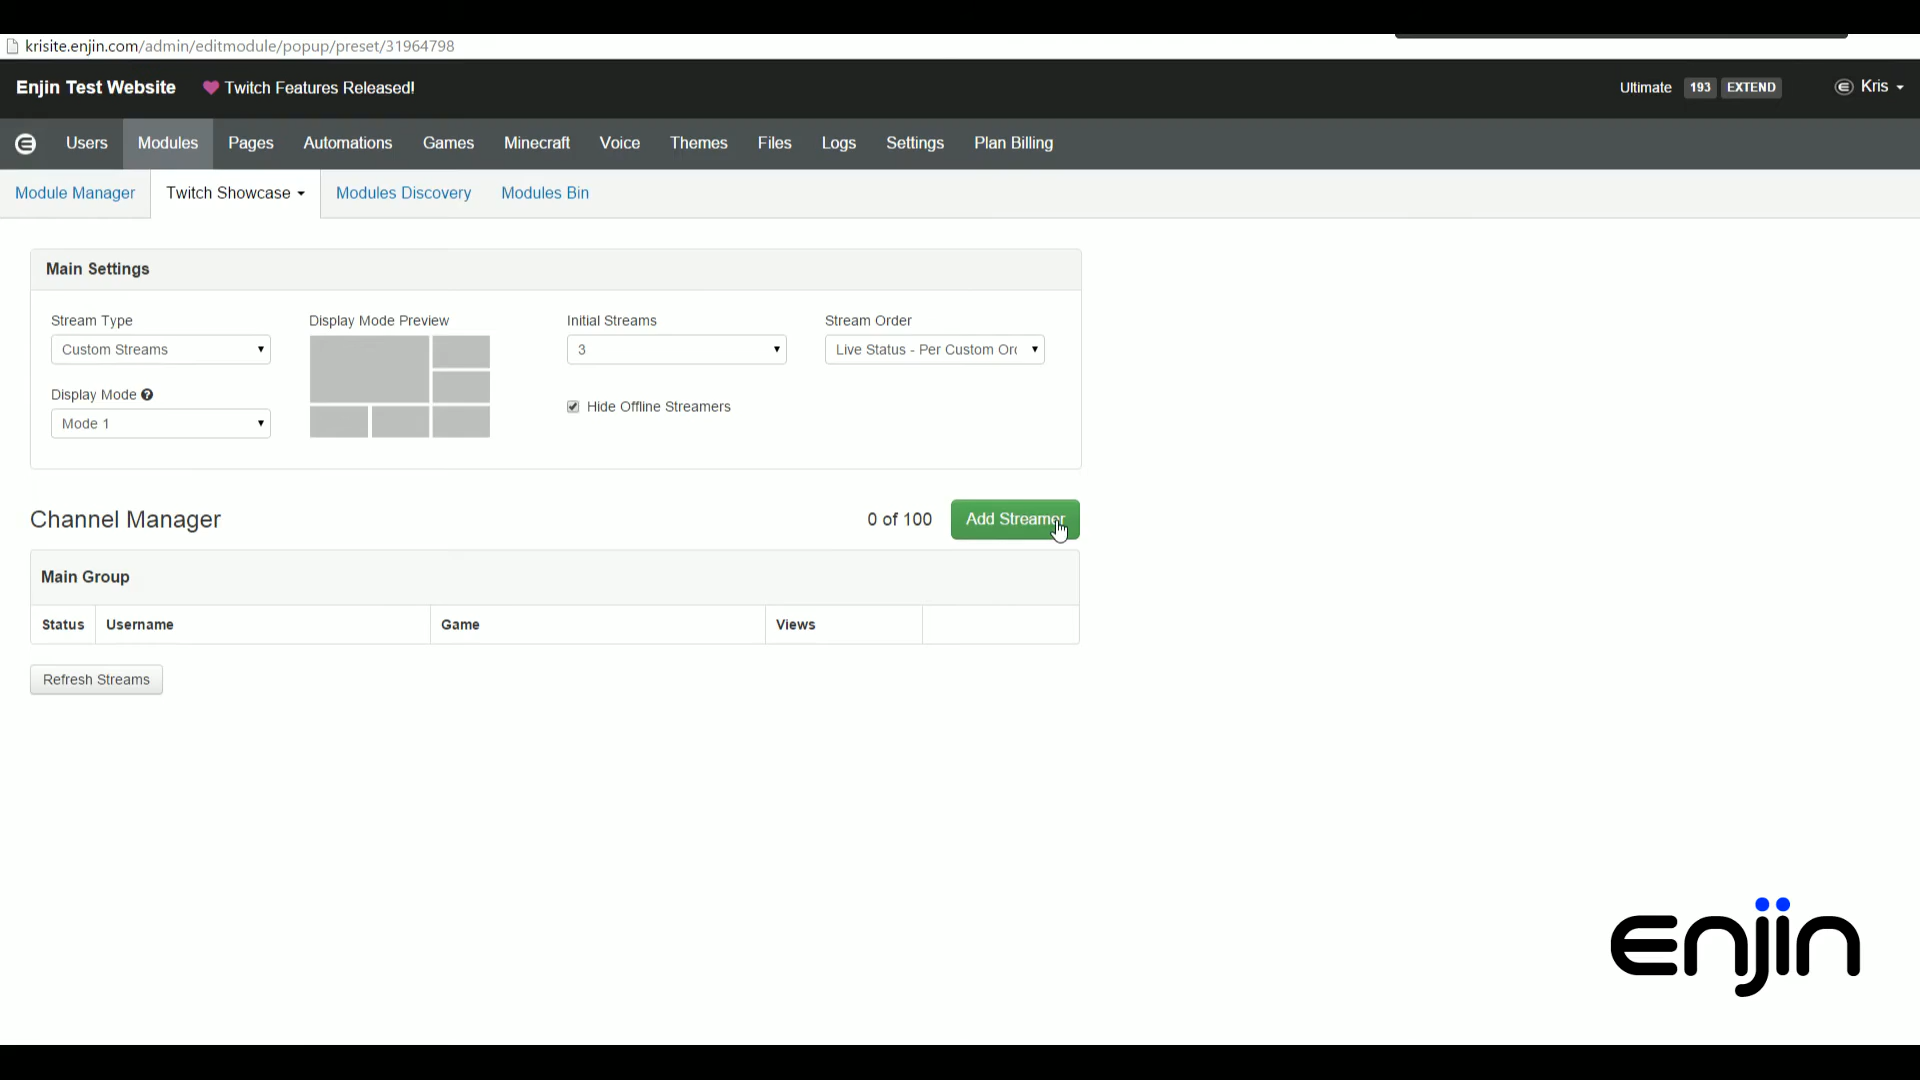 krisite.enjin.com/admin/editmodule/popup/preset/31964798
Enjin Test Website Twitch Features Released! Ultimate 193 EXTEND Kris
Users Modules Pages Automations Games Minecraft Voice Themes Files Logs Settings Plan Billing
Module Manager Twitch Showcase Modules Discovery Modules Bin
Main Settings
Stream Type Display Mode Preview Initial Streams Stream Order
Custom Streams 3 Live Status - Per Custom Orc
Display Mode
Hide Offline Streamers
Mode 1
Channel Manager 0 of 100 Add Streamer
Main Group
Status Username Game Views
Refresh Streams
enjin